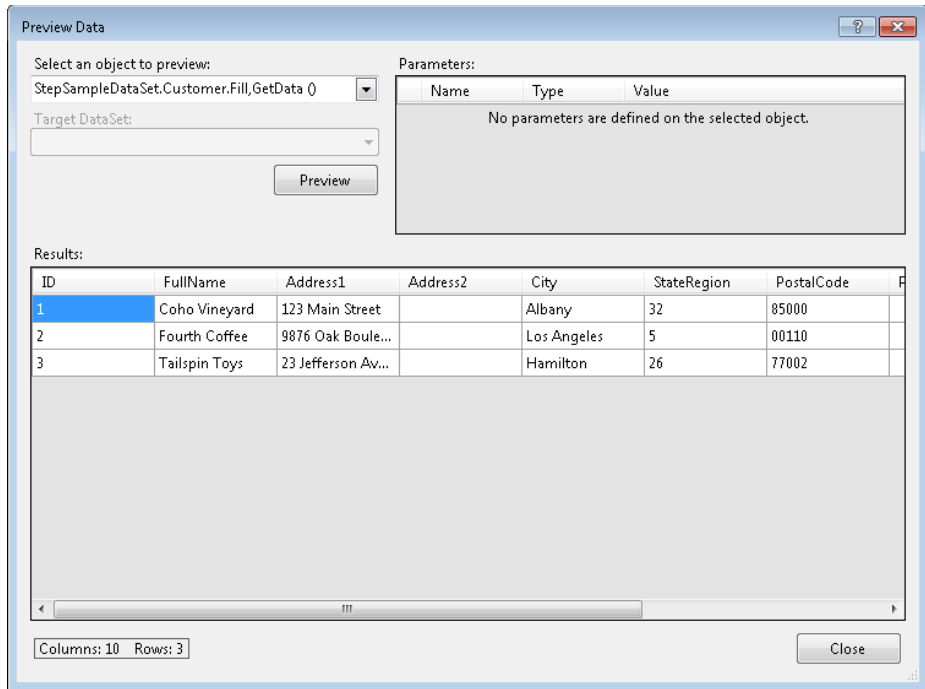 Preview Data
Select an object to preview:
StepSampleDataSet.Customer.Fill,GetData ()
Target DataSet:
Preview
Parameters:
Name Type Value
No parameters are defined on the selected object.
Results:
ID FullName Address1 Address2 City StateRegion PostalCode
1 Coho Vineyard 123 Main Street Albany 32 85000
2 Fourth Coffee 9876 Oak Boule... Los Angeles 5 00110
3 Tailspin Toys 23 Jefferson Av... Hamilton 26 77002
Columns: 10 Rows: 3
Close